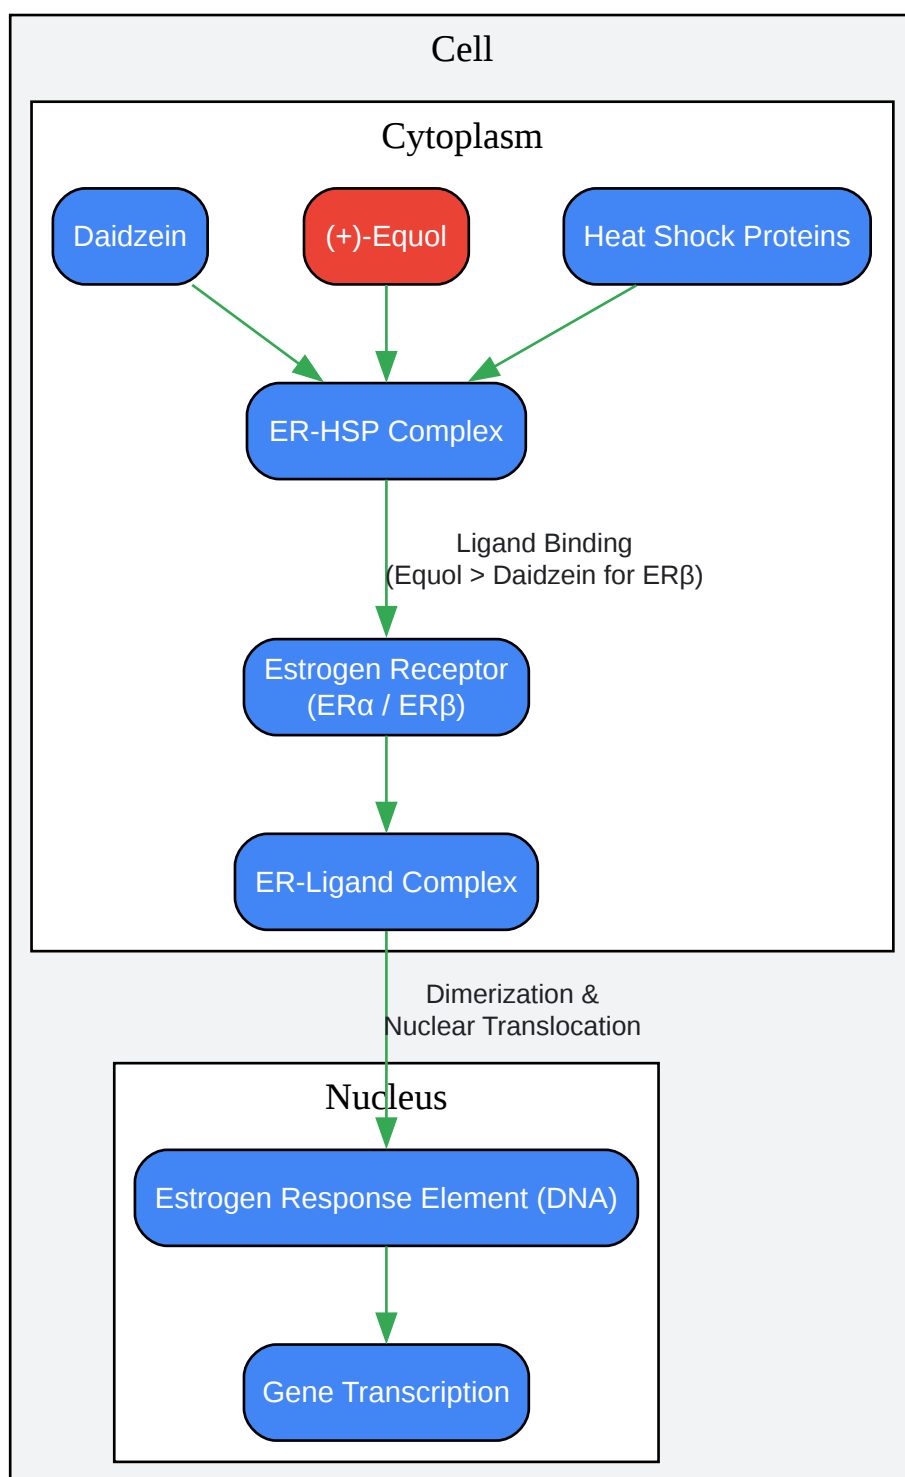 Cell
Cytoplasm
Daidzein
(+)-Equol
Heat Shock Proteins
ER-HSP Complex
Ligand Binding
(Equol > Daidzein for ERβ)
Estrogen Receptor
(ERα / ERβ)
ER-Ligand Complex
Dimerization &
Nuclear Translocation
Nucleus
Estrogen Response Element (DNA)
Gene Transcription